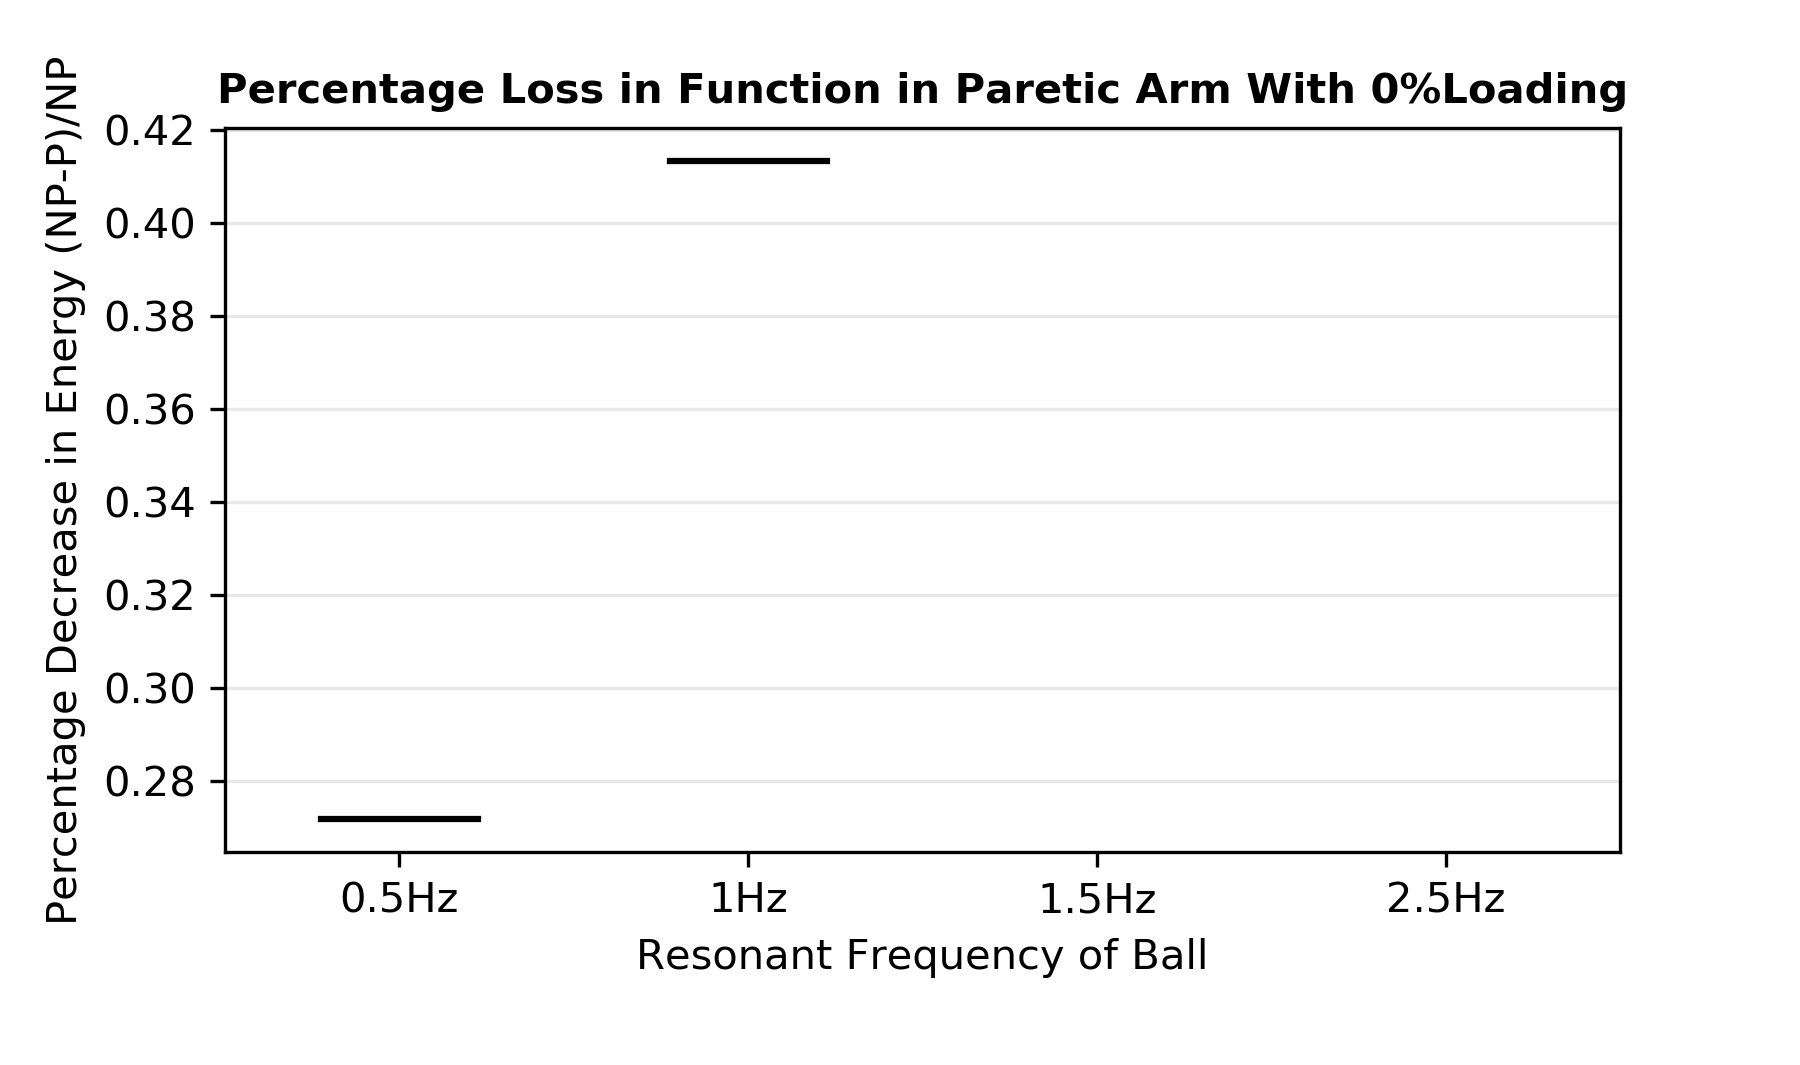 Percentage Loss in Function in Paretic Arm With 0%Loading
Percentage Decrease in Energy (NP-P)/NP
0.42
0.40
0.38
0.36
0.34
0.32
0.30
0.28
0.5Hz
1Hz
1.5Hz
2.5Hz
Resonant Frequency of Ball